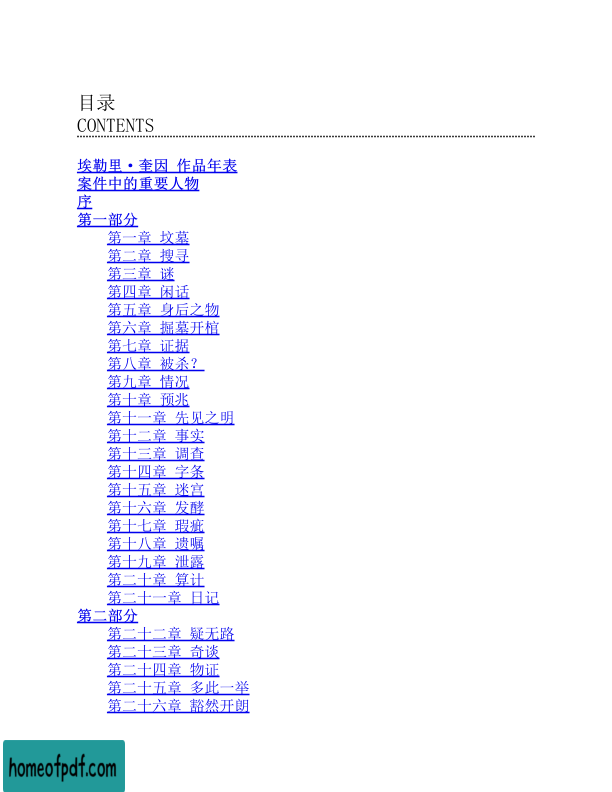 目录
CONTENTS
埃勒里·奎因 作品年表
案件中的重要人物
序
第一部分
第一章 坟墓
第二章 搜寻
第三章 谜
第四章 闲话
第五章 身后之物
第六章 掘墓开棺
第七章 证据
第八章 被杀？
第九章 情况
第十章 预兆
第十一章 先见之明
第十二章 事实
第十三章 调查
第十四章 字条
第十五章 迷宫
第十六章 发酵
第十七章 瑕疵
第十八章 遗嘱
第十九章 泄露
第二十章 算计
第二十一章 日记
第二部分
第二十二章 疑无路
第二十三章 奇谈
第二十四章 物证
第二十五章 多此一举
第二十六章 豁然开朗
homeofpdf.com